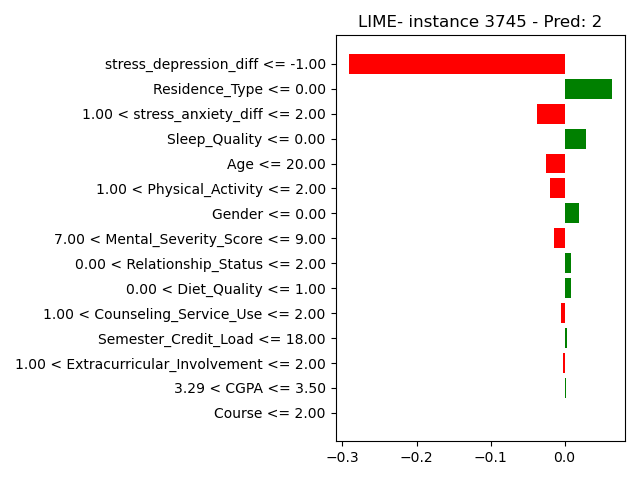 LIME- instance 3745 - Pred: 2
stress_depression_diff <= -1.00
Residence_Type <= 0.00
1.00 < stress_anxiety_diff <= 2.00
Sleep_Quality <= 0.00
Age <= 20.00
1.00 < Physical_Activity <= 2.00
Gender <= 0.00
7.00 < Mental_Severity_Score <= 9.00
0.00 < Relationship_Status <= 2.00
0.00 < Diet_Quality <= 1.00
1.00 < Counseling_Service_Use <= 2.00
Semester_Credit_Load <= 18.00
1.00 < Extracurricular_Involvement <= 2.00
3.29 < CGPA <= 3.50
Course <= 2.00
−0.3 −0.2 −0.1 0.0